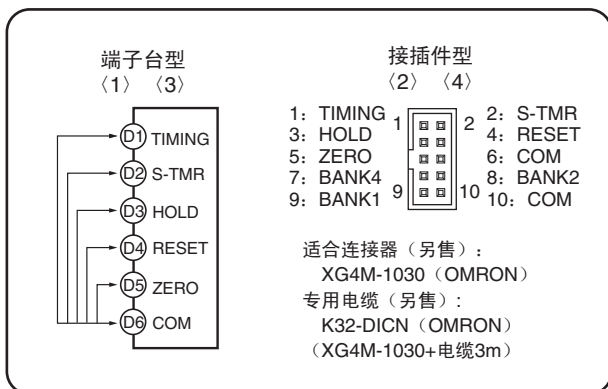 端子台型
〈1〉 〈3〉
D1 TIMING
D2 S-TMR
D3 HOLD
D4 RESET
D5 ZERO
D6 COM
接插件型
〈2〉 〈4〉
1：TIMING 1 2 2：S-TMR
3：HOLD 4：RESET
5：ZERO 6：COM
7：BANK4 8：BANK2
9：BANK1 9 10 10：COM
适合连接器（另售）：
XG4M-1030（OMRON）
专用电缆（另售）:
K32-DICN（OMRON）
（XG4M-1030+电缆3m）